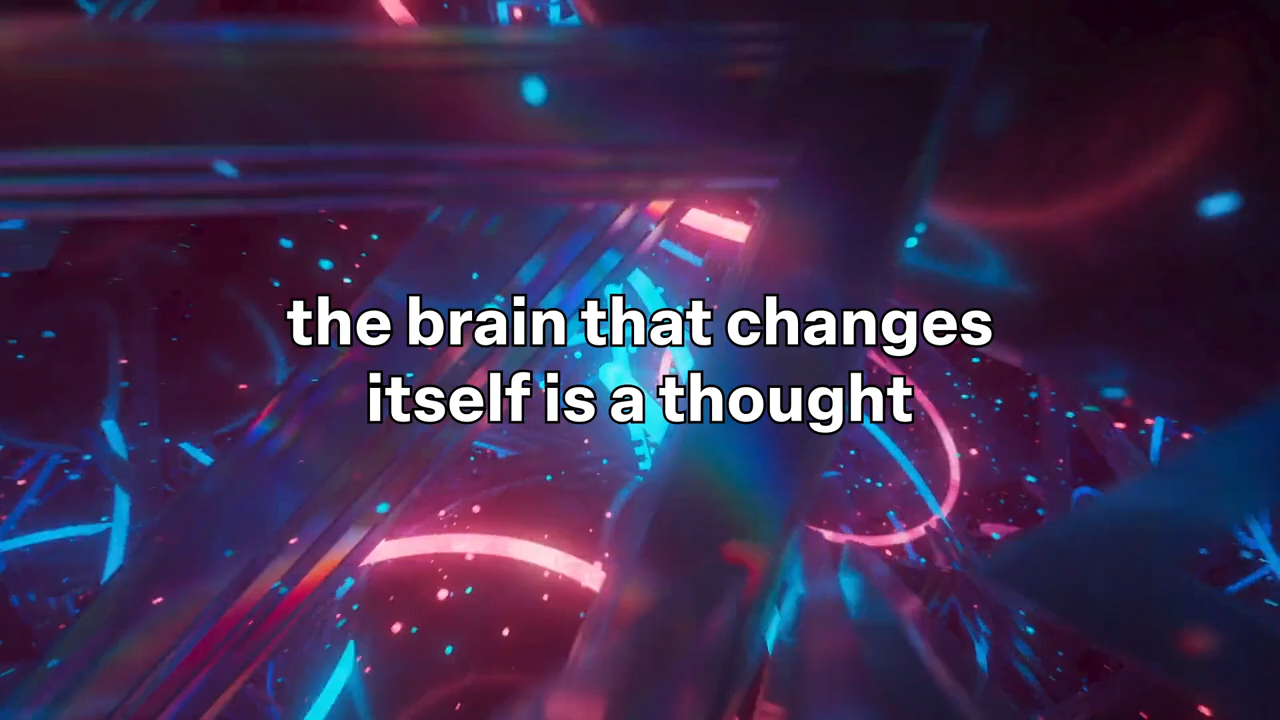 the brain that changes
itself is a thought